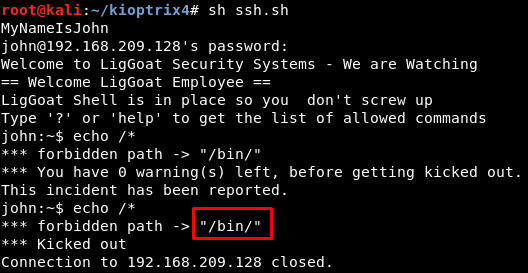 root@kali:~/kioptrix4# sh ssh.sh
MyNameIsJohn
john@192.168.209.128's password:
Welcome to LigGoat Security Systems - We are Watching
== Welcome LigGoat Employee ==
LigGoat Shell is in place so you  don't screw up
Type '?' or 'help' to get the list of allowed commands
john:~$ echo /*
*** forbidden path -> "/bin/"
*** You have 0 warning(s) left, before getting kicked out.
This incident has been reported.
john:~$ echo /*
*** forbidden path -> "/bin/"
*** Kicked out
Connection to 192.168.209.128 closed.